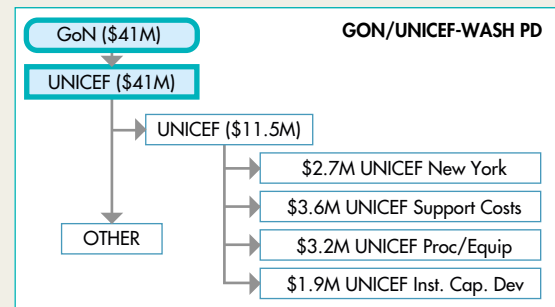 GoN ($41M)
GON/UNICEF-WASH PD
UNICEF ($41M)
UNICEF ($11.5M)
$2.7M UNICEF New York
$3.6M UNICEF Support Costs
OTHER
$3.2M UNICEF Proc/Equip
$1.9M UNICEF Inst. Cap. Dev